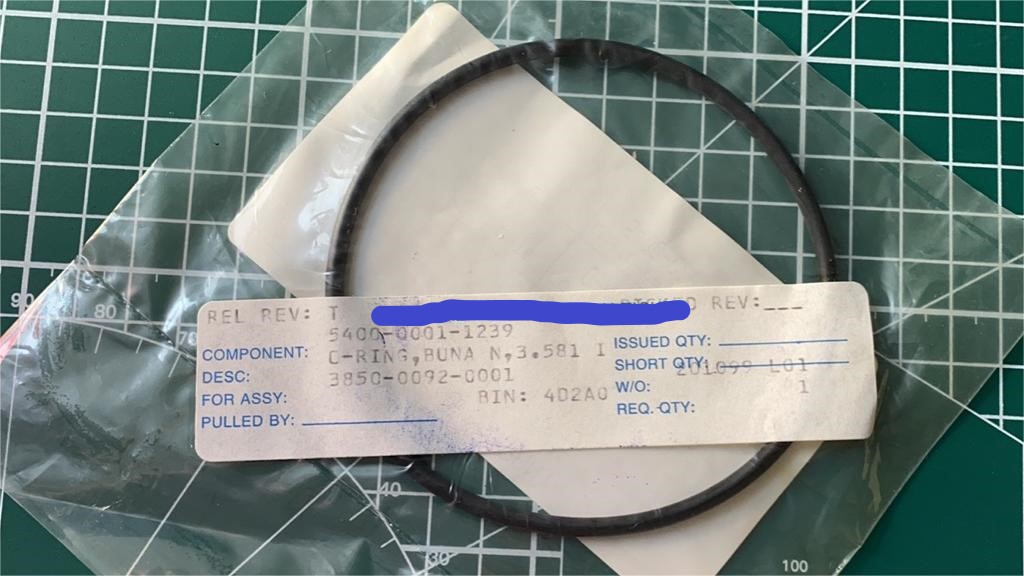 90
80
70
REL REV: T REV:___
5400-0001-1239
COMPONENT: O-RING,BUNA N,3.581 I ISSUED QTY:
DESC: 3850-0092-0001 SHORT QTY: 201099 L01
FOR ASSY: BIN: 4D2A0 W/O: 1
PULLED BY: REQ. QTY:
40
30
100